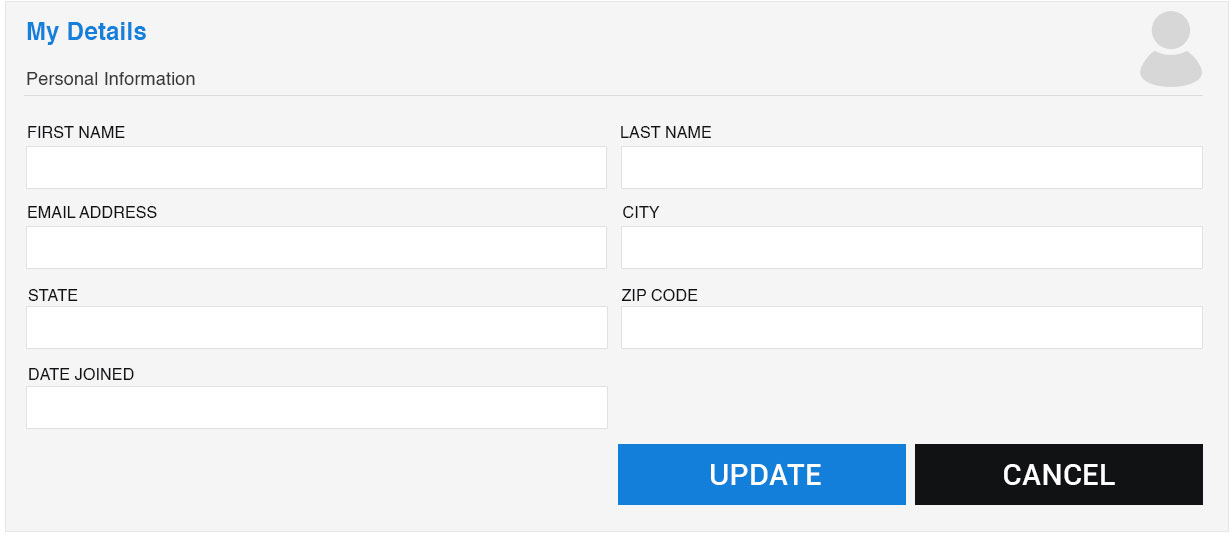 My Details
Personal Information
FIRST NAME
LAST NAME
EMAIL ADDRESS
CITY
STATE
ZIP CODE
DATE JOINED
UPDATE
CANCEL